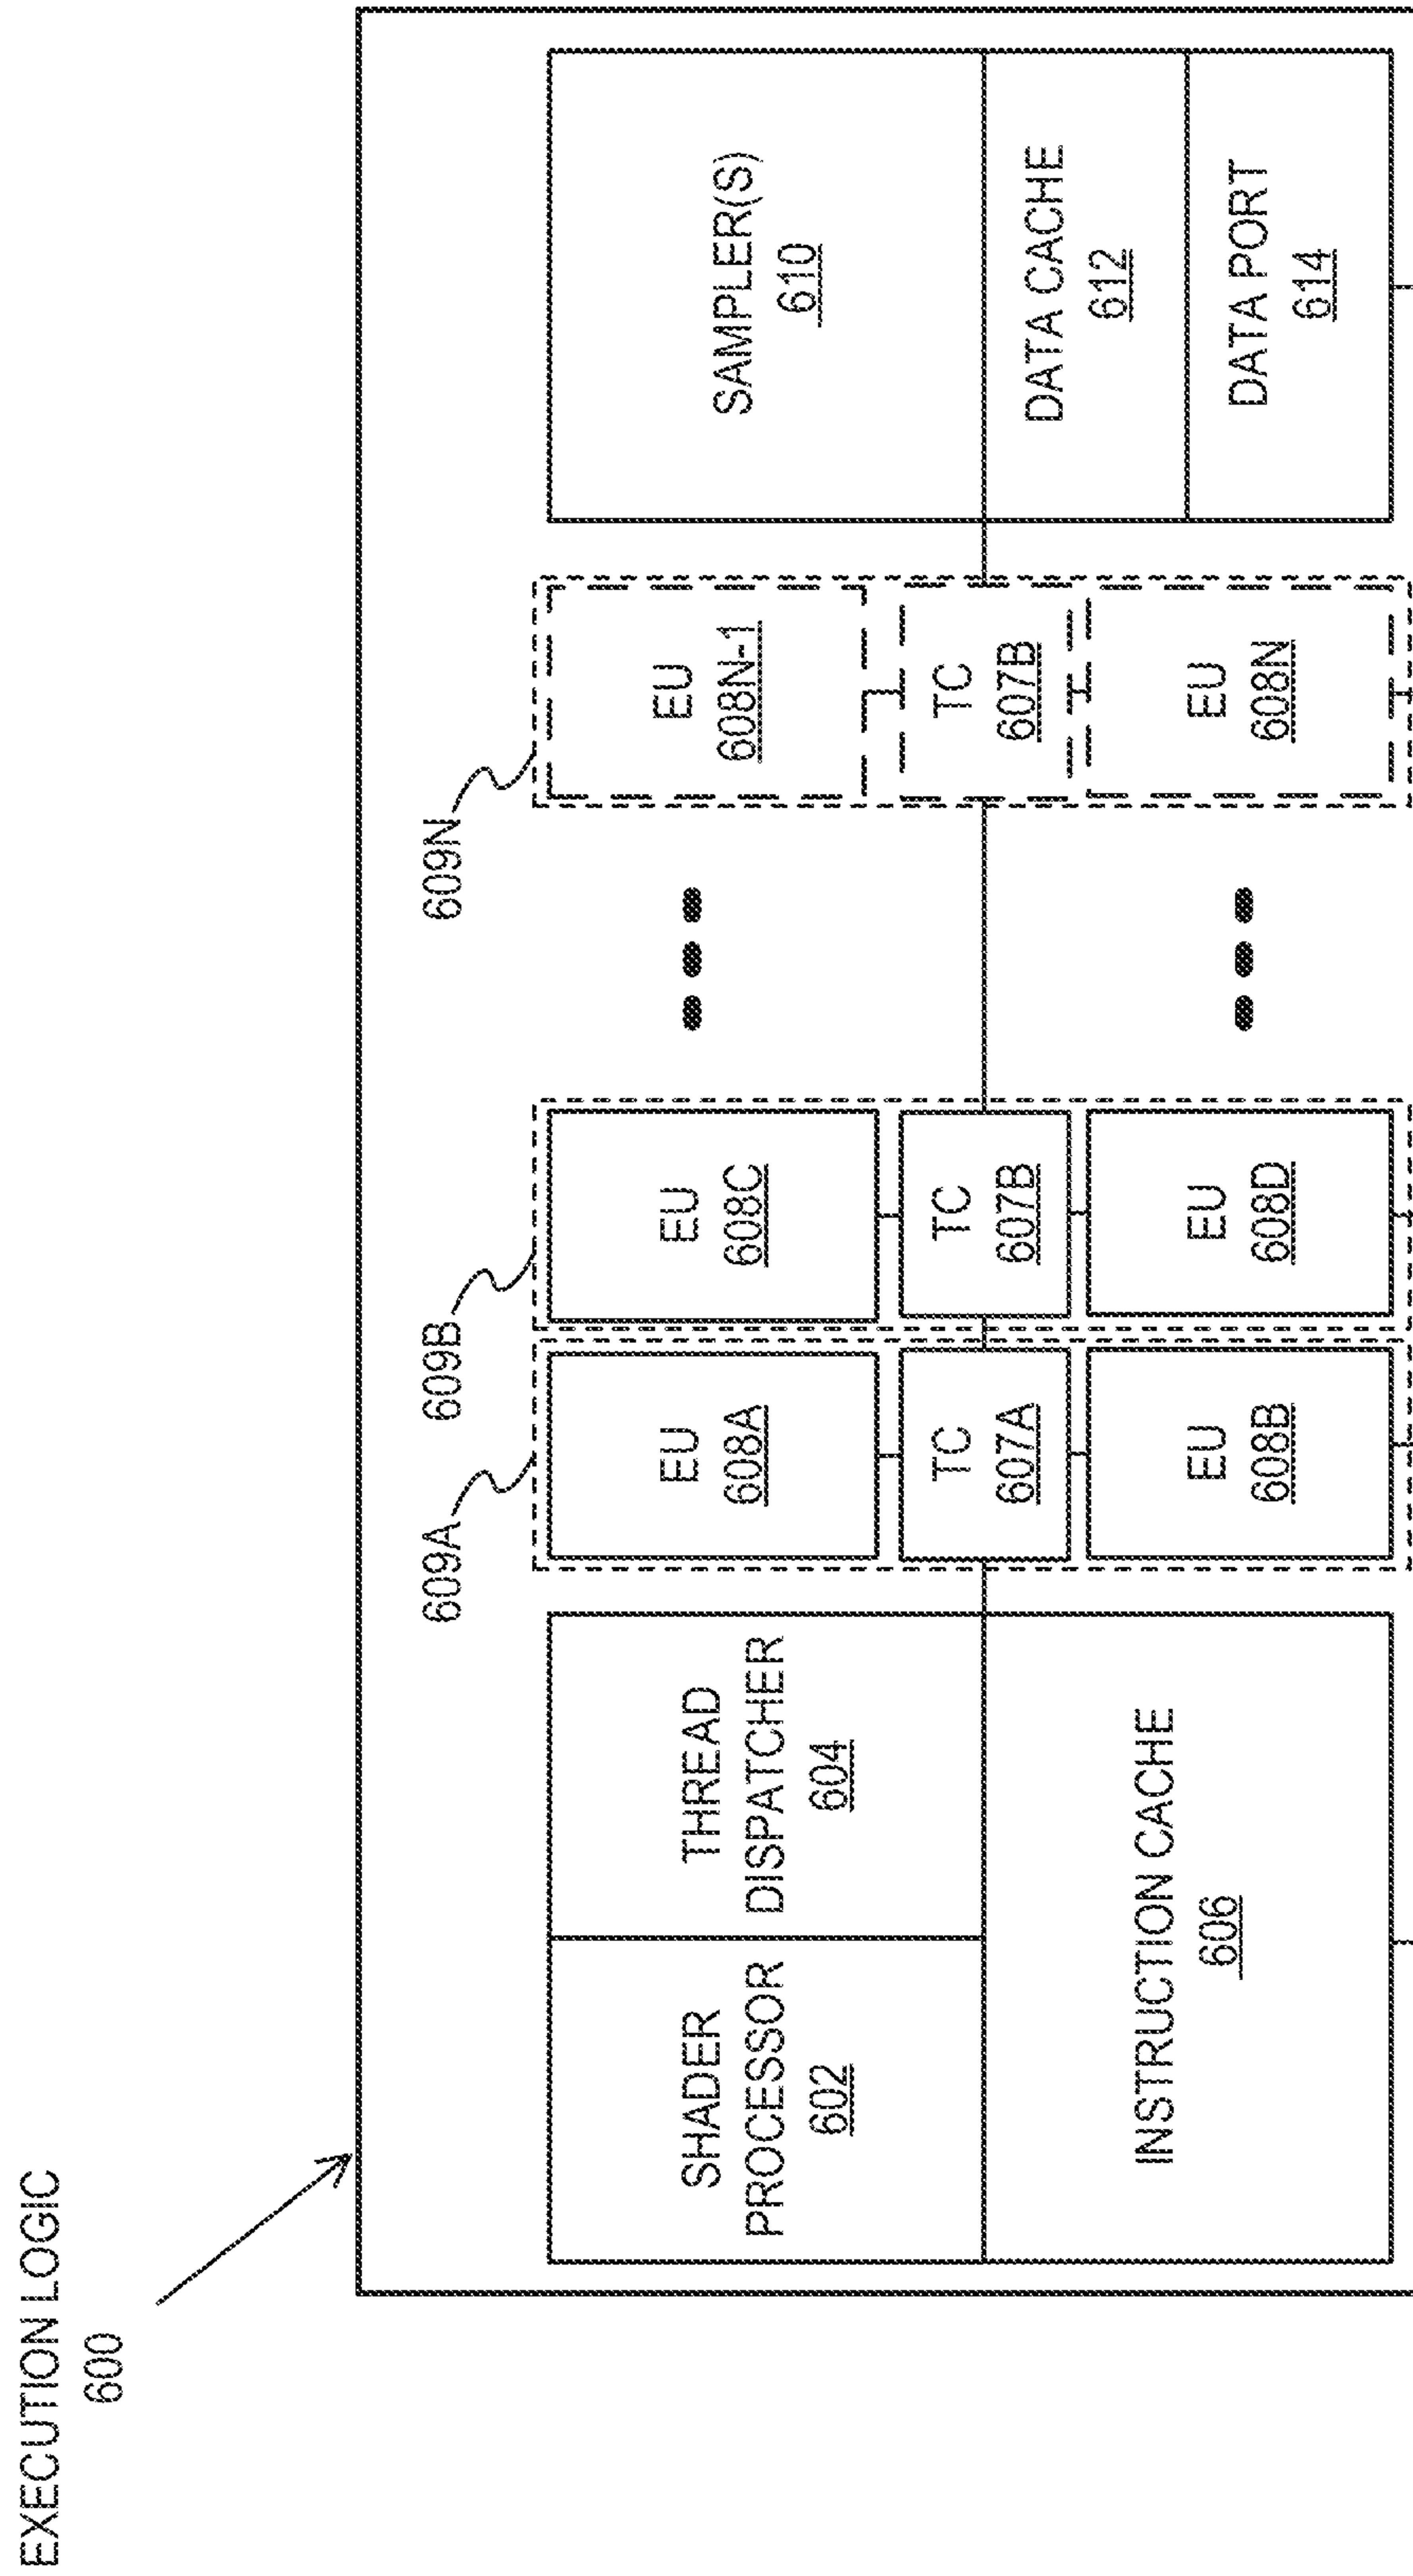 EXECUTION LOGIC
600
609A
609B
609N
SHADER
PROCESSOR
602
THREAD
DISPATCHER
604
INSTRUCTION CACHE
606
EU
608A
TC
607A
EU
608B
EU
608C
TC
607B
EU
608D
EU
608N-1
TC
607B
EU
608N
SAMPLER(S)
610
DATA CACHE
612
DATA PORT
614